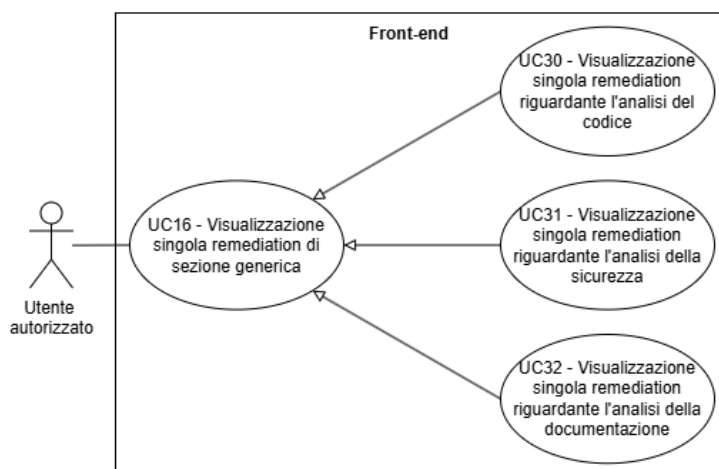 Front-end
UC30 - Visualizzazione
singola remediation
riguardante l'analisi del
codice
UC16 - Visualizzazione
singola remediation di
sezione generica
UC31 - Visualizzazione
singola remediation
riguardante l'analisi della
sicurezza
Utente
autorizzato
UC32 - Visualizzazione
singola remediation
riguardante l'analisi della
documentazione